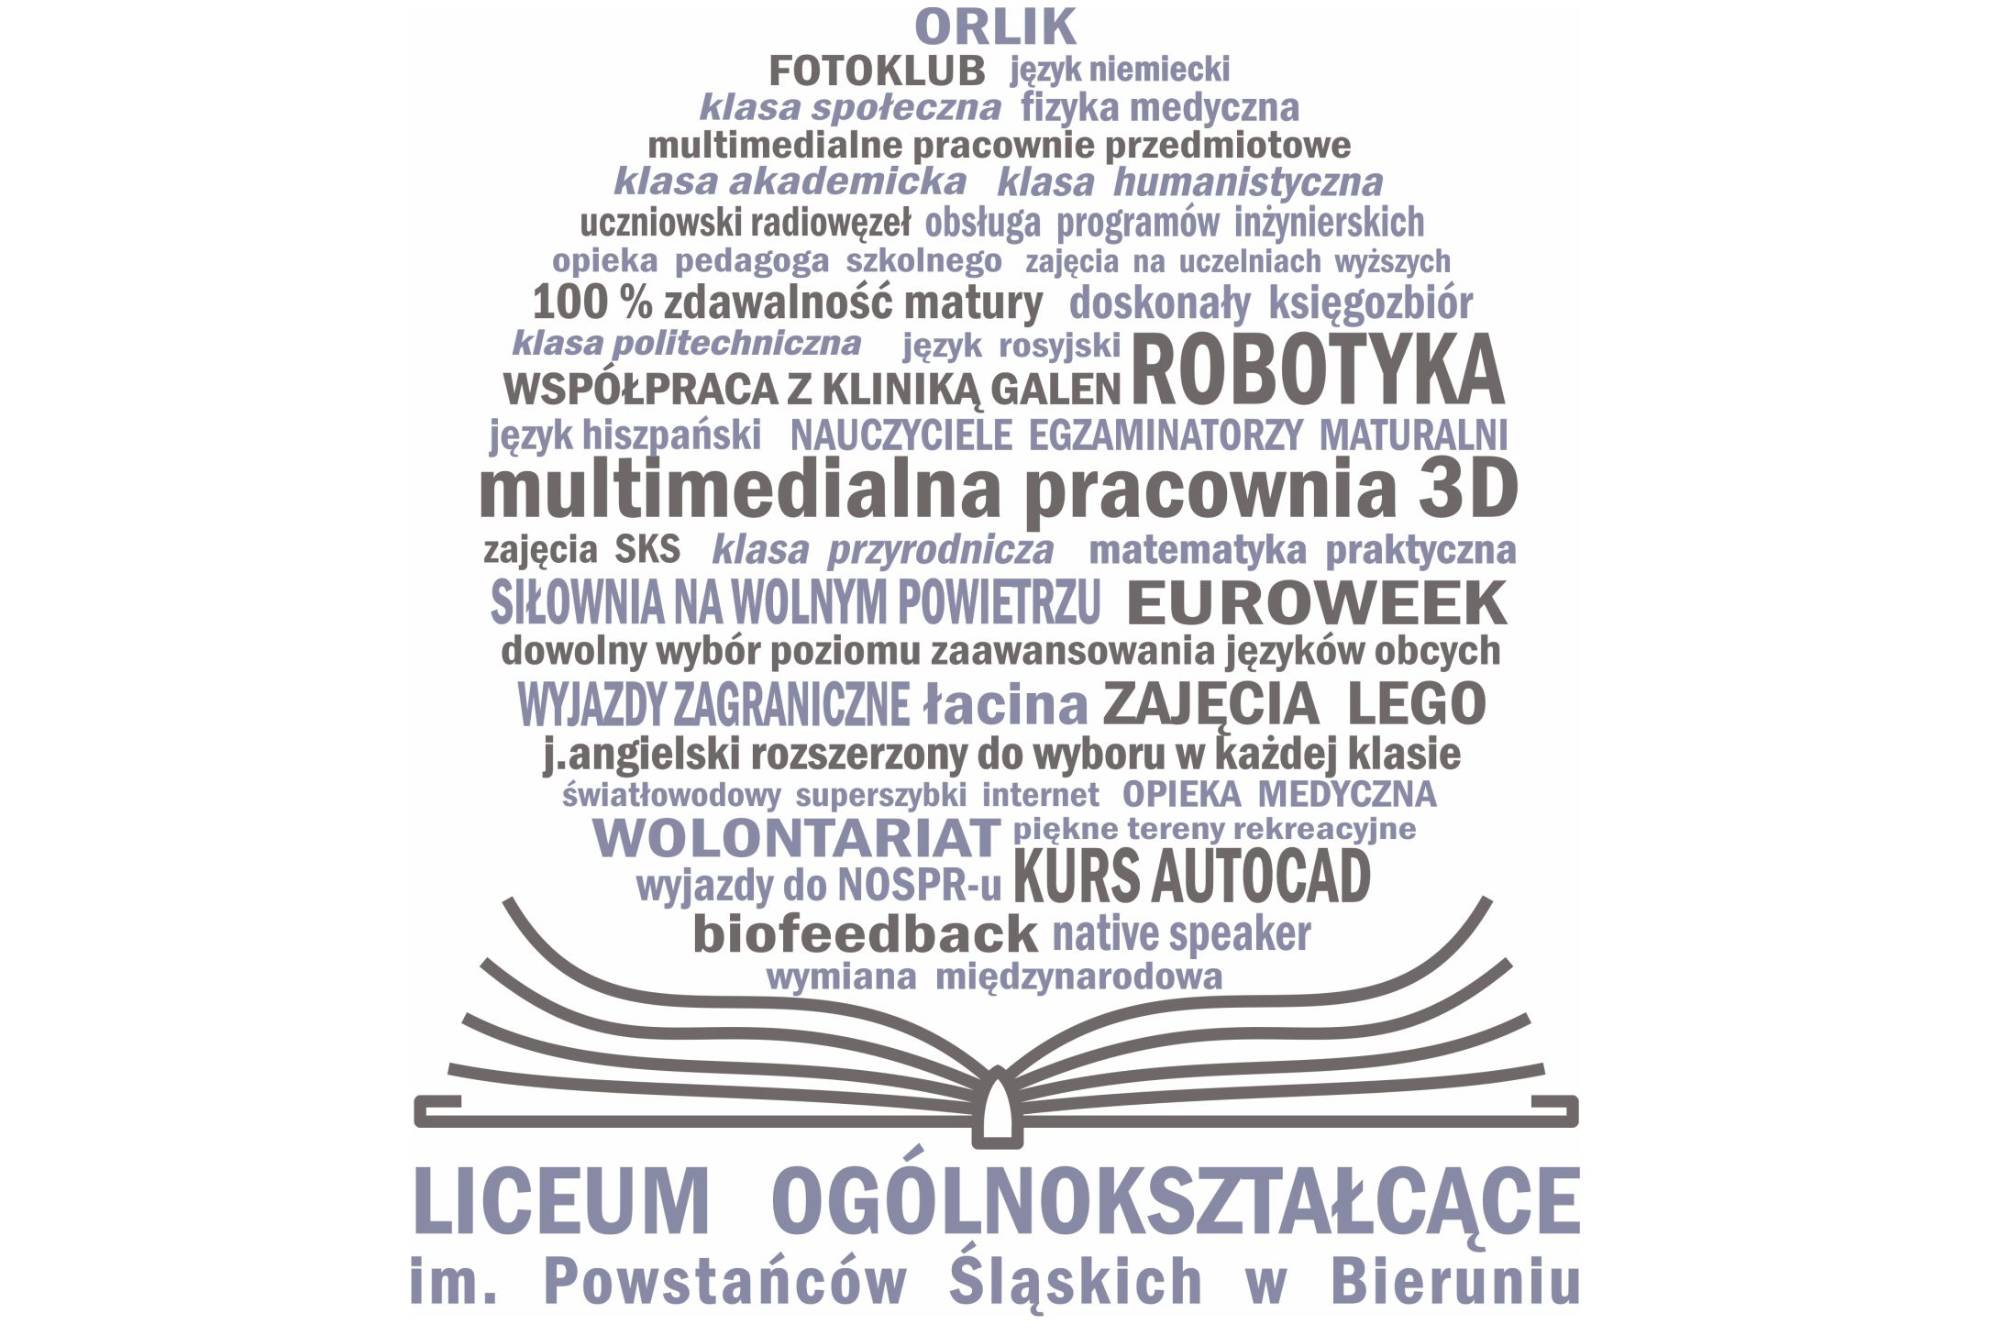 ORLIK
FOTOKLUB język niemiecki
klasa społeczna fizyka medyczna
multimedialne pracownie przedmiotowe
klasa akademicka klasa humanistyczna
uczniowski radiowęzeł obsługa programów inżynierskich
opieka pedagoga szkolnego zajęcia na uczelniach wyższych
100 % zdawalność matury doskonały księgozbiór
klasa politechniczna język rosyjski ROBOTYKA
WSPÓŁPRACA Z KLINIKĄ GALEN
język hiszpański NAUCZYCIELE EGZAMINATORZY MATURALNI
multimedialna pracownia 3D
zajęcia SKS klasa przyrodnicza matematyka praktyczna
SIŁOWNIA NA WOLNYM POWIETRZU EUROWEEK
dowolny wybór poziomu zaawansowania języków obcych
WYJAZDY ZAGRANICZNE łacina ZAJĘCIA LEGO
j.angielski rozszerzony do wyboru w każdej klasie
światłowodowy superszybki internet OPIEKA MEDYCZNA
WOLONTARIAT piękne tereny rekreacyjne
wyjazdy do NOSPR-u KURS AUTOCAD
biofeedback native speaker
wymiana międzynarodowa
LICEUM OGÓLNOKSZTAŁCĄCE
im. Powstańców Śląskich w Bieruniu